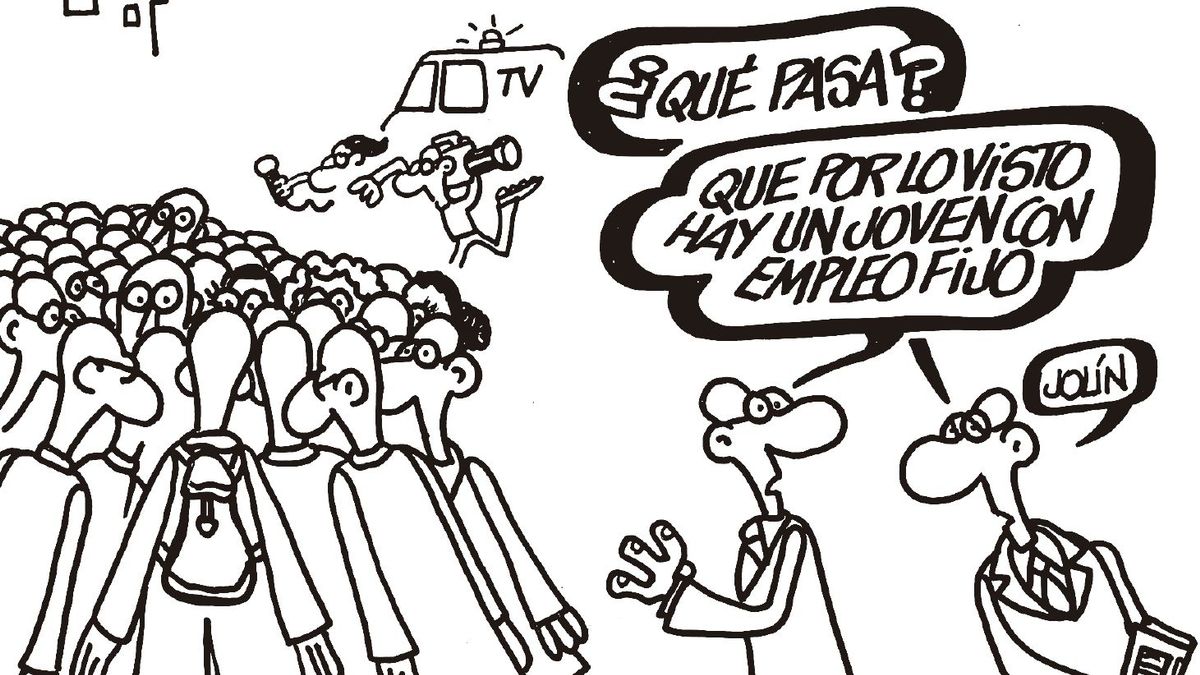 TV
¿QUÉ PASA?
QUE POR LO VISTO
HAY UN JOVEN CON
EMPLEO FIJO
JOLÍN